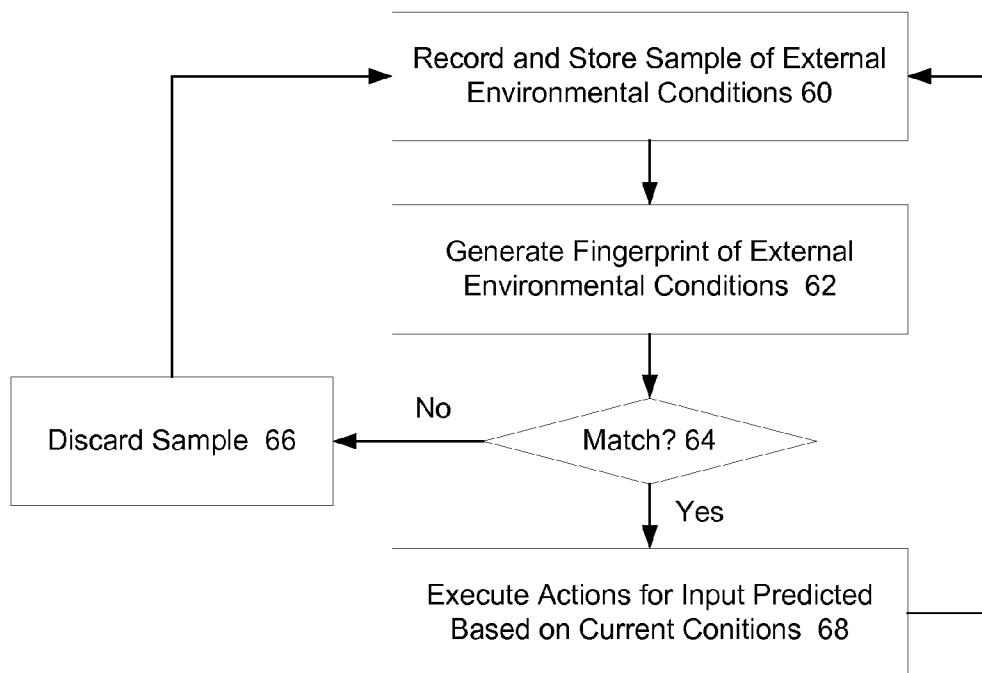 Record and Store Sample of External
Environmental Conditions 60
Generate Fingerprint of External
Environmental Conditions 62
No
Discard Sample 66
Match? 64
Yes
Execute Actions for Input Predicted
Based on Current Conitions 68